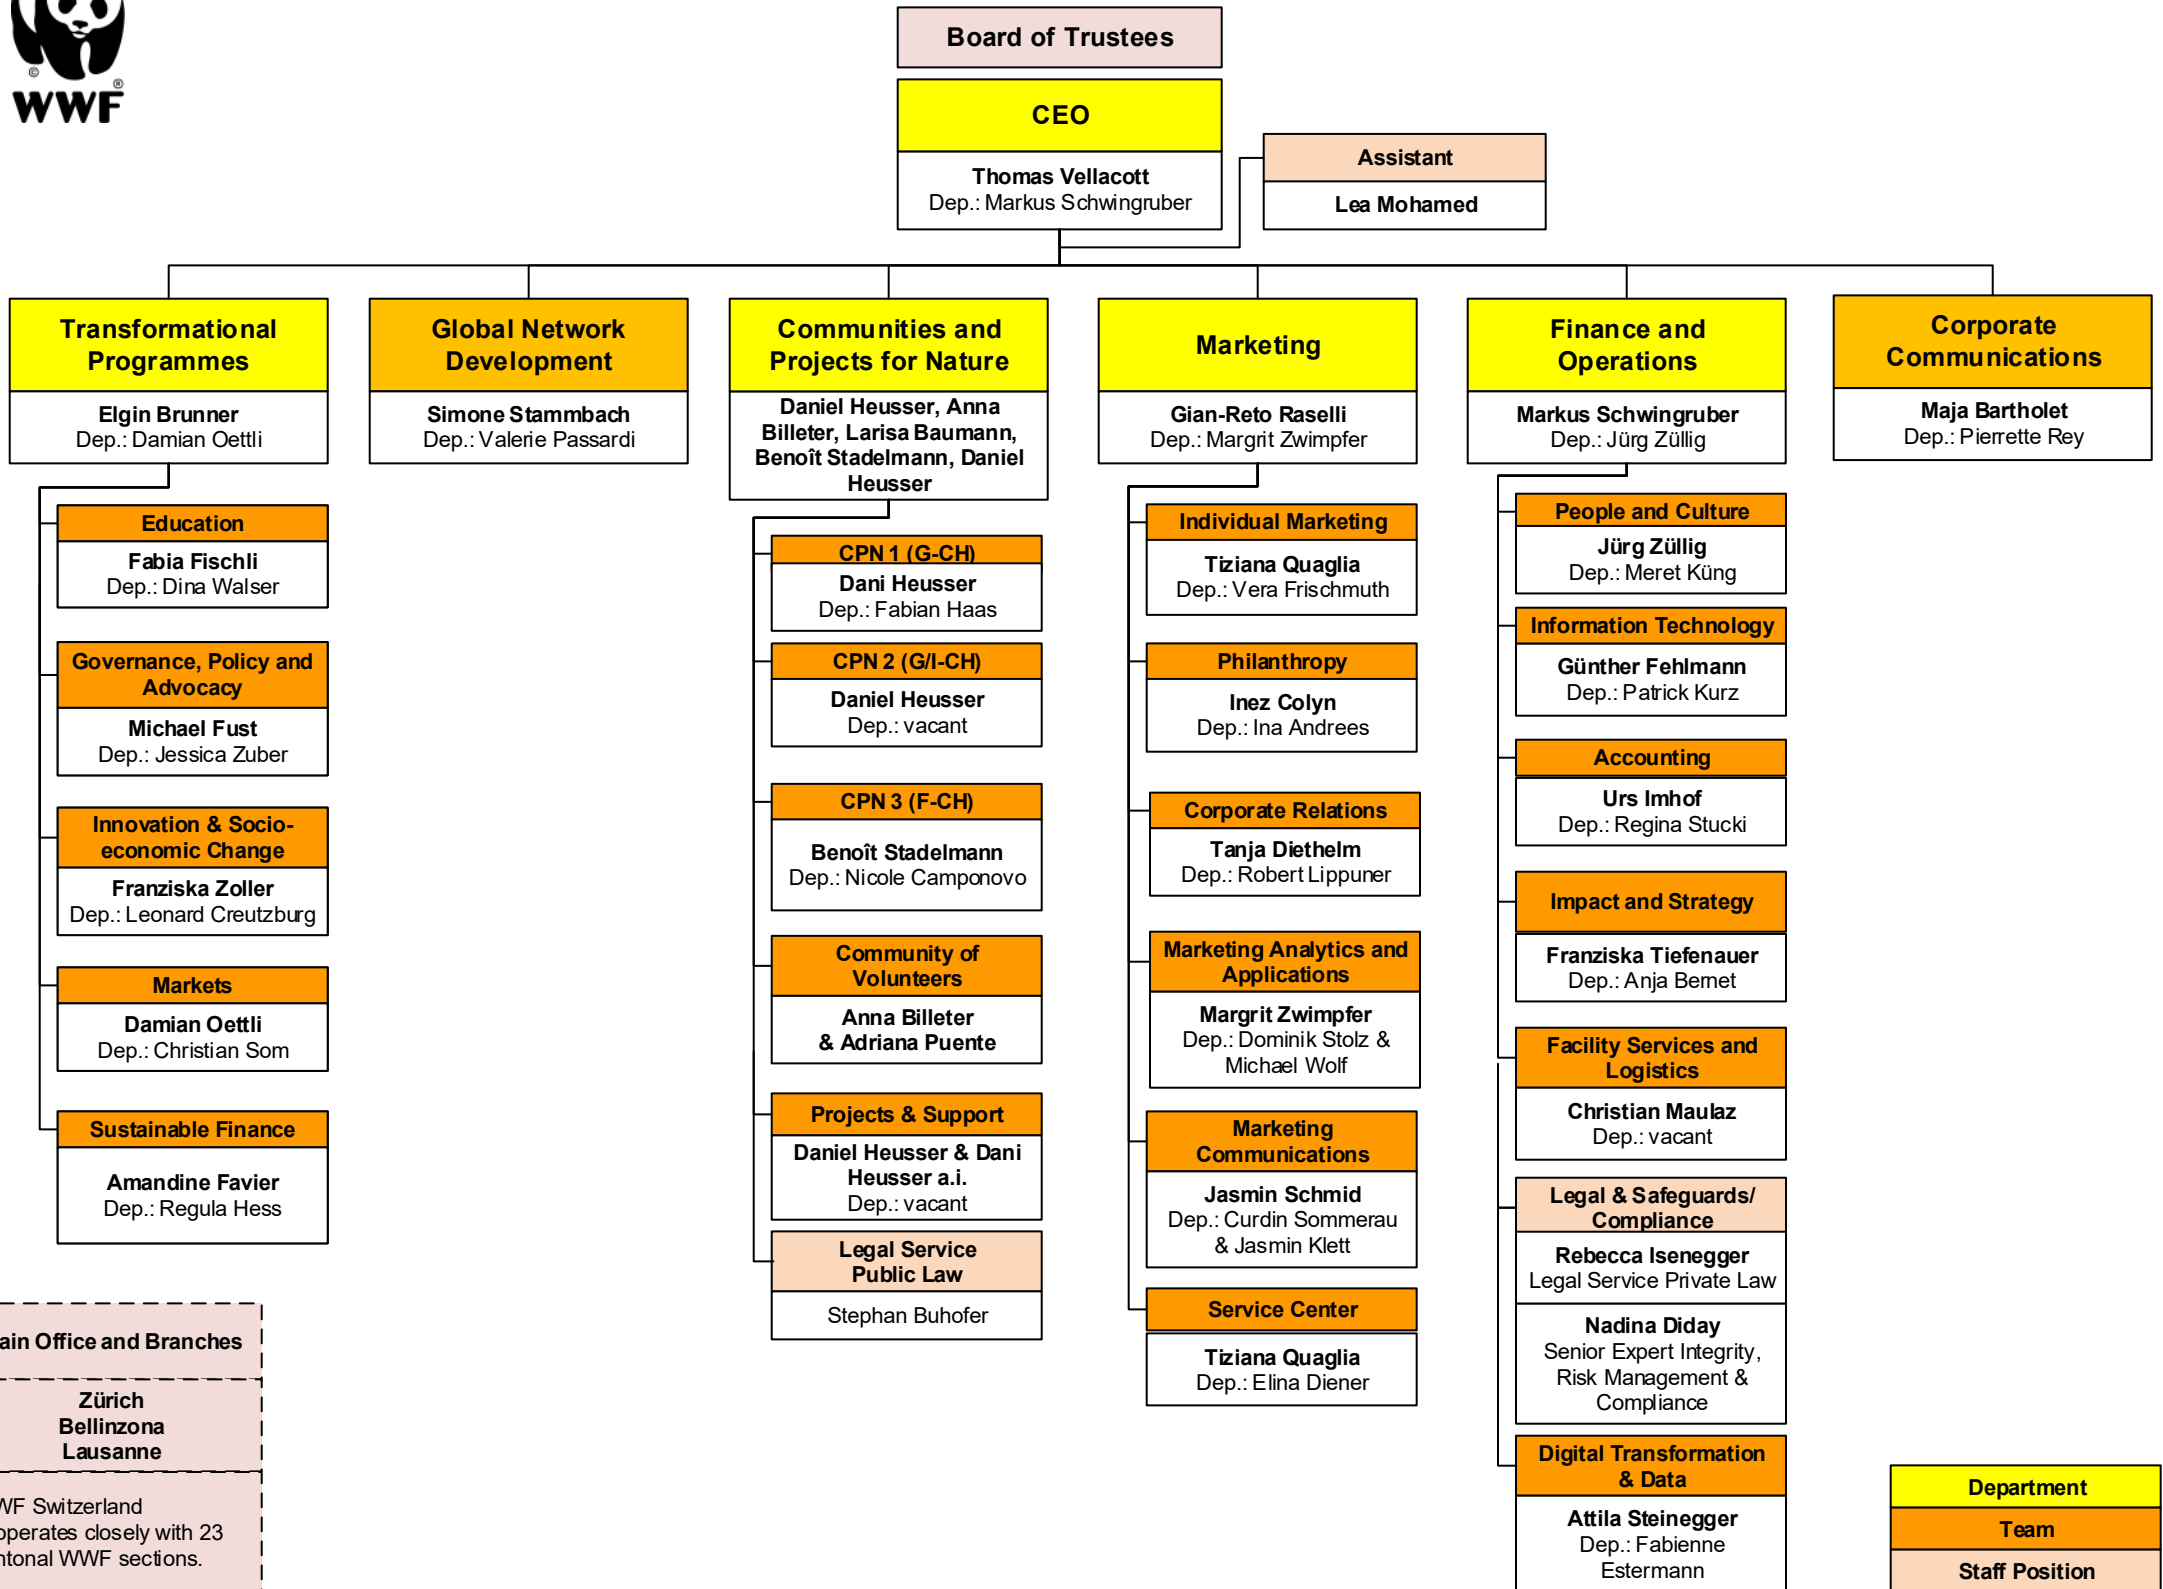 ©
®
WWF
Board of Trustees
CEO
Thomas Vellacott
Dep.: Markus Schwingruber
Assistant
Lea Mohamed
Transformational
Programmes
Elgin Brunner
Dep.: Damian Oettli
Education
Fabia Fischli
Dep.: Dina Walser
Governance, Policy and
Advocacy
Michael Fust
Dep.: Jessica Zuber
Innovation & Socio-
economic Change
Franziska Zoller
Dep.: Leonard Creutzburg
Markets
Damian Oettli
Dep.: Christian Som
Sustainable Finance
Amandine Favier
Dep.: Regula Hess
Global Network
Development
Simone Stammbach
Dep.: Valerie Passardi
Communities and
Projects for Nature
Daniel Heusser, Anna
Billeter, Larisa Baumann,
Benoît Stadelmann, Daniel
Heusser
CPN 1 (G-CH)
Dani Heusser
Dep.: Fabian Haas
CPN 2 (G/I-CH)
Daniel Heusser
Dep.: vacant
CPN 3 (F-CH)
Benoît Stadelmann
Dep.: Nicole Camponovo
Community of
Volunteers
Anna Billeter
& Adriana Puente
Projects & Support
Daniel Heusser & Dani
Heusser a.i.
Dep.: vacant
Legal Service
Public Law
Stephan Buhofer
Marketing
Gian-Reto Raselli
Dep.: Margrit Zwimpfer
Individual Marketing
Tiziana Quaglia
Dep.: Vera Frischmuth
Philanthropy
Inez Colyn
Dep.: Ina Andrees
Corporate Relations
Tanja Diethelm
Dep.: Robert Lippuner
Marketing Analytics and
Applications
Margrit Zwimpfer
Dep.: Dominik Stolz &
Michael Wolf
Marketing
Communications
Jasmin Schmid
Dep.: Curdin Sommerau
& Jasmin Klett
Service Center
Tiziana Quaglia
Dep.: Elina Diener
Finance and
Operations
Markus Schwingruber
Dep.: Jürg Züllig
People and Culture
Jürg Züllig
Dep.: Meret Küng
Information Technology
Günther Fehlmann
Dep.: Patrick Kurz
Accounting
Urs Imhof
Dep.: Regina Stucki
Impact and Strategy
Franziska Tiefenauer
Dep.: Anja Bernet
Facility Services and
Logistics
Christian Maulaz
Dep.: vacant
Legal & Safeguards/
Compliance
Rebecca Isenegger
Legal Service Private Law
Nadina Diday
Senior Expert Integrity,
Risk Management &
Compliance
Digital Transformation
& Data
Attila Steinegger
Dep.: Fabienne
Estermann
Corporate
Communications
Maja Bartholet
Dep.: Pierrette Rey
ain Office and Branches
Zürich
Bellinzona
Lausanne
WF Switzerland
operates closely with 23
ntonal WWF sections.
Department
Team
Staff Position